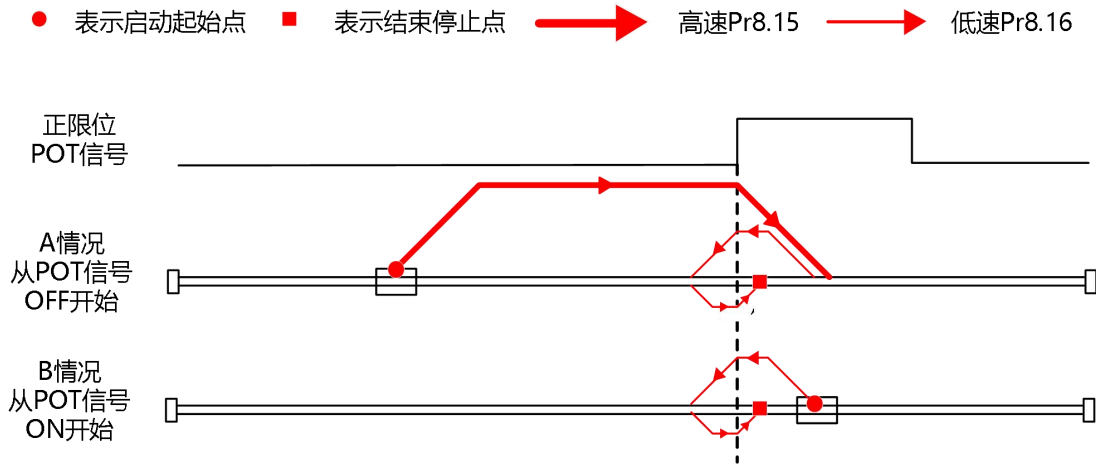 表示启动起始点 表示结束停止点 高速Pr8.15 低速Pr8.16
正限位
POT信号
A情况
从POT信号
OFF开始
B情况
从POT信号
ON开始